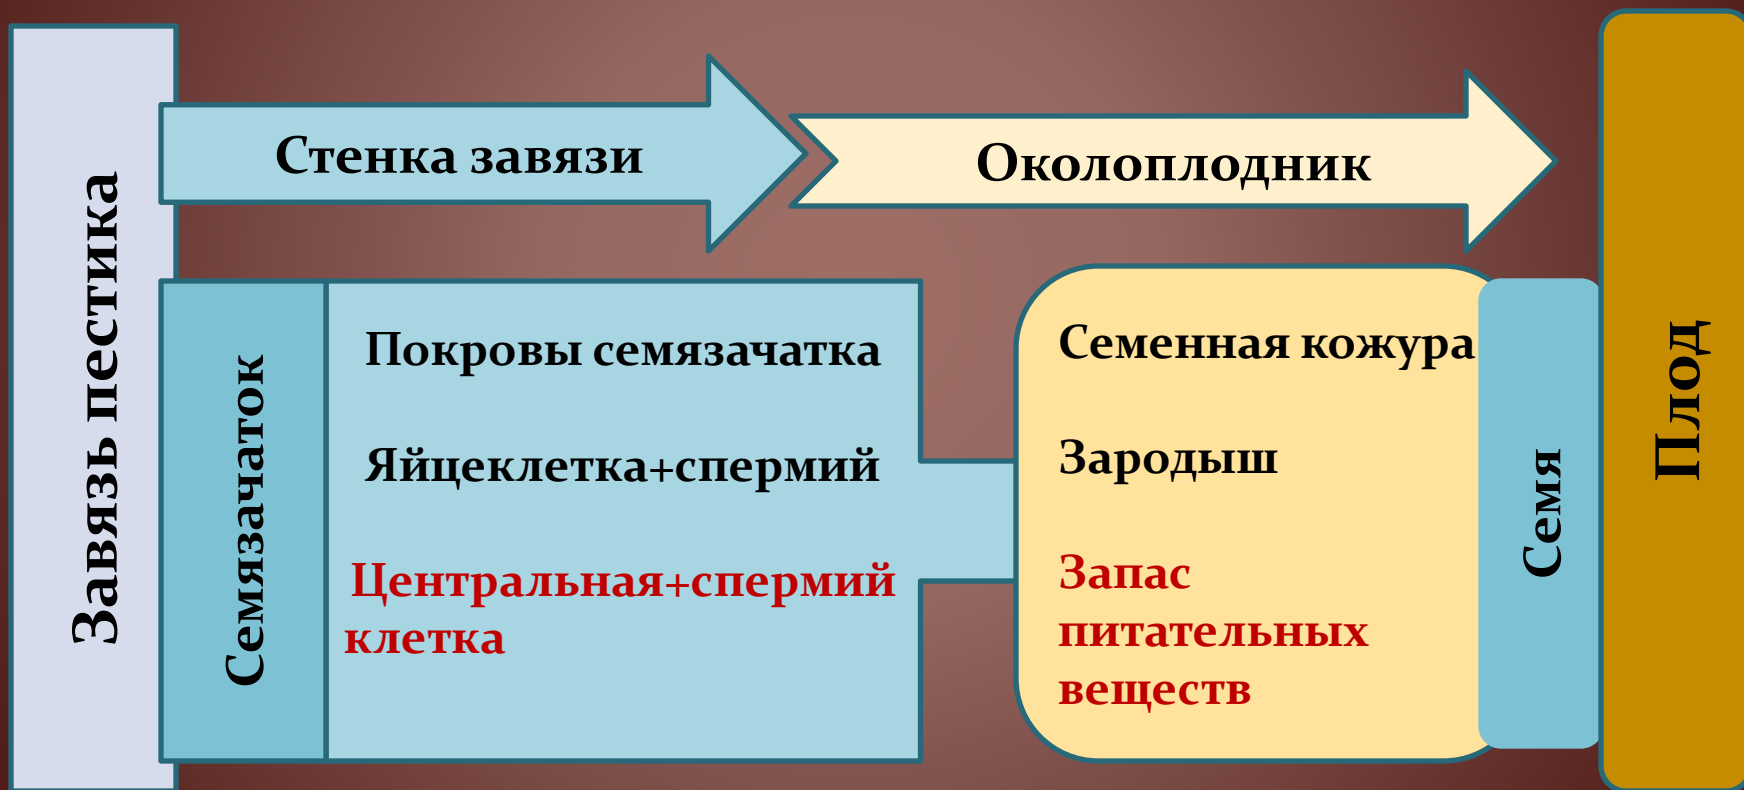 Завязь пестика
Стенка завязи
Околоплодник
Семязачаток
Покровы семязачатка
Яйцеклетка+спермий
Центральная+спермий
клетка
Семенная кожура
Зародыш
Запас
питательных
веществ
Семя
Плод